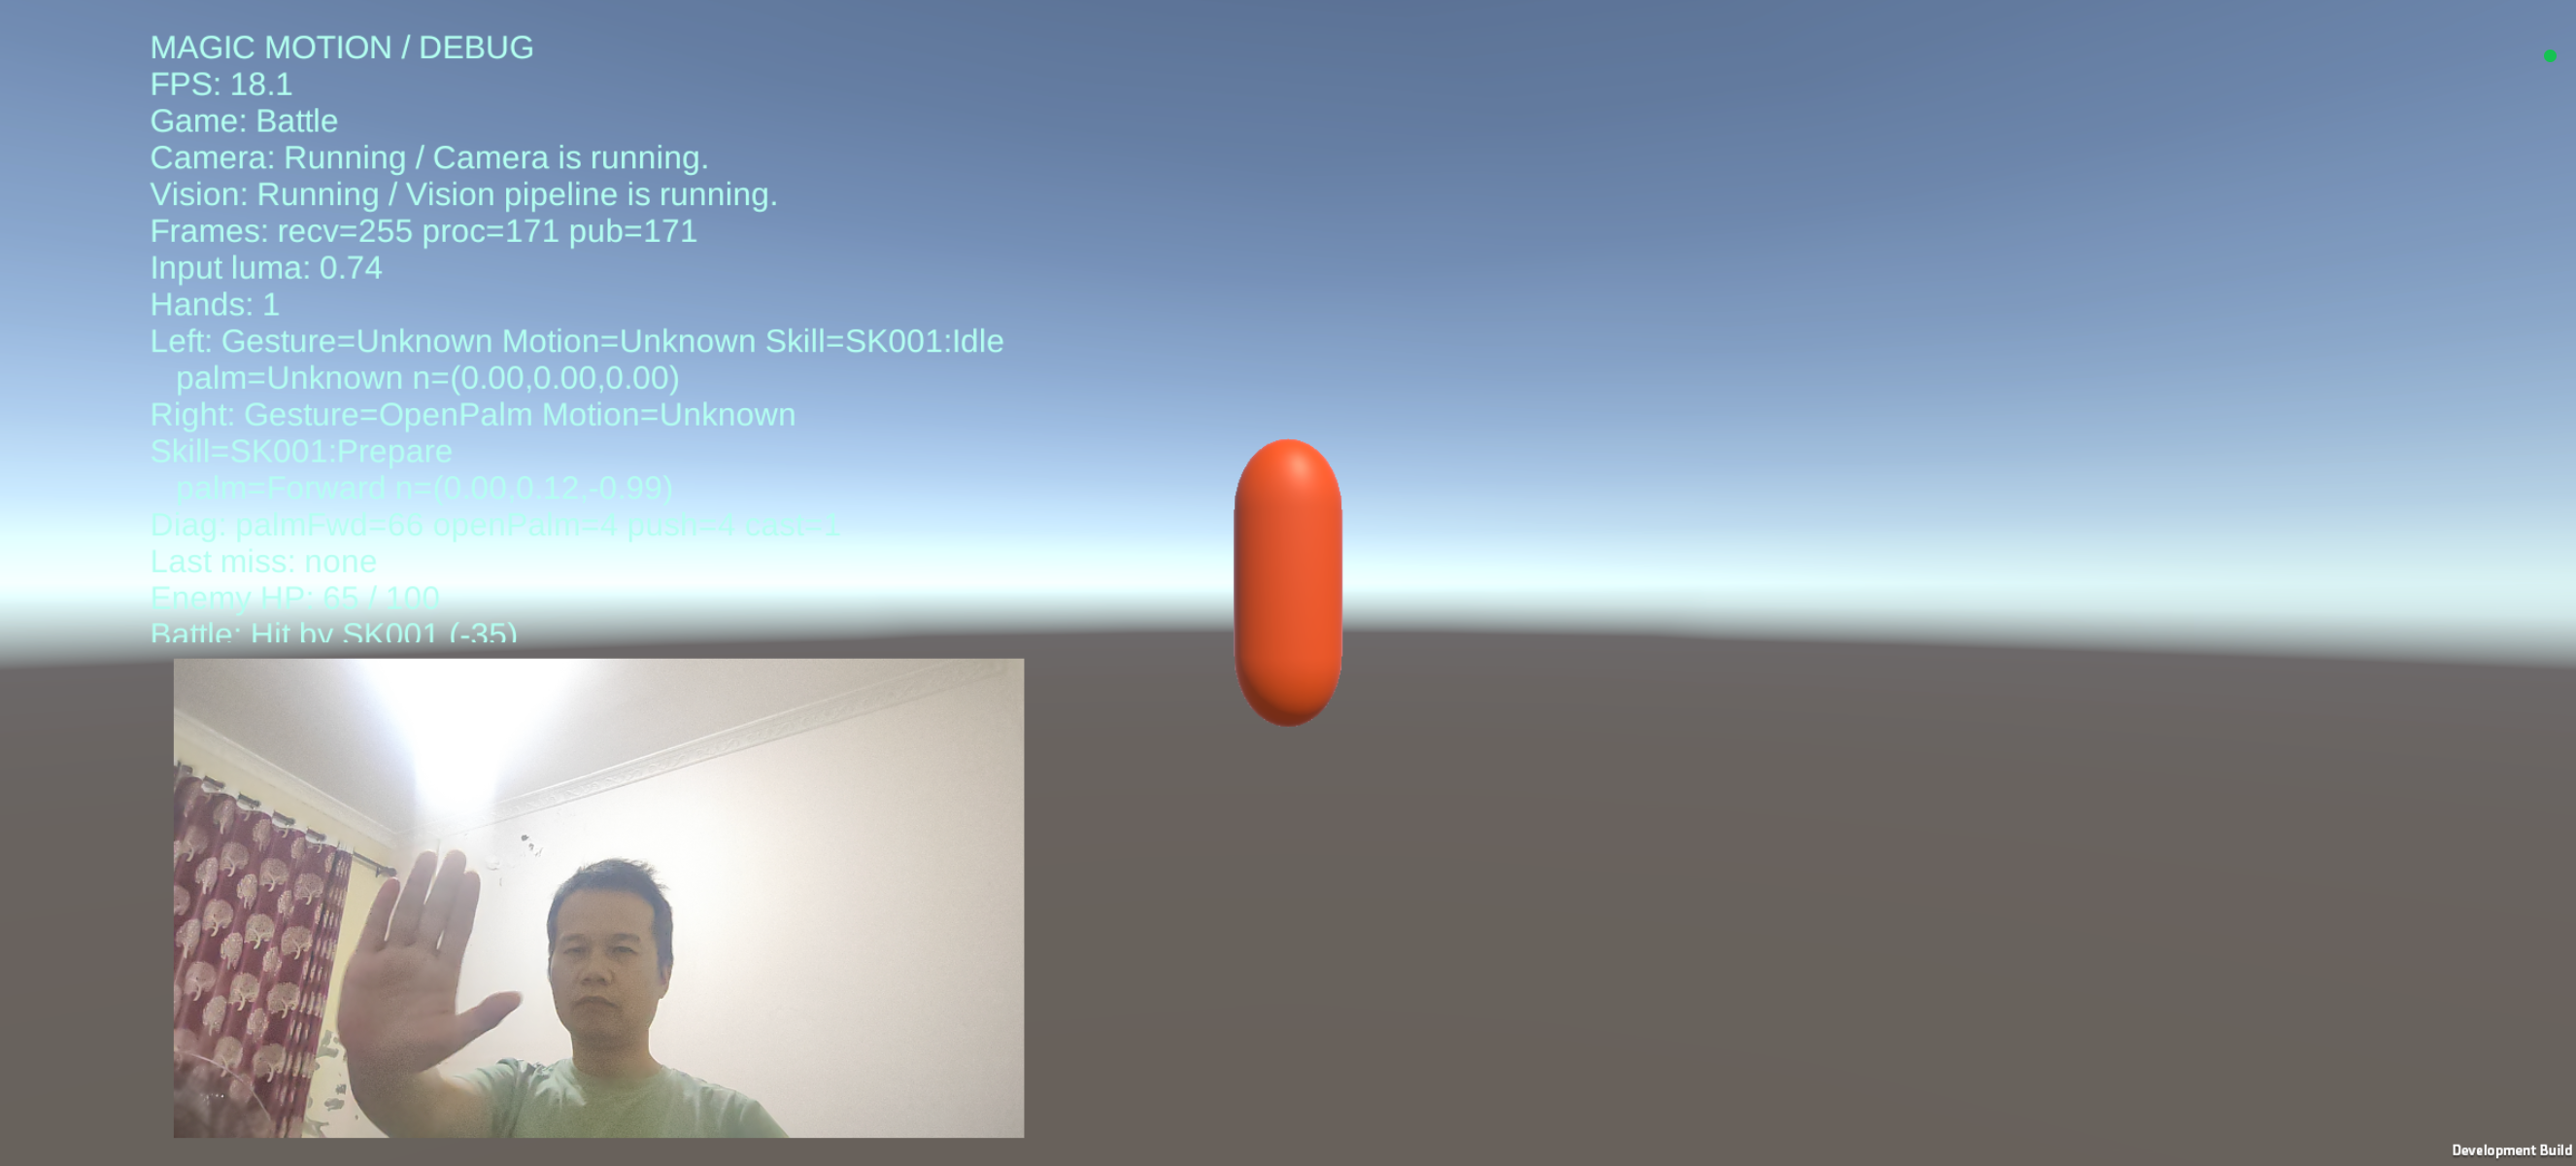 MAGIC MOTION / DEBUG
FPS: 18.1
Game: Battle
Camera: Running / Camera is running.
Vision: Running / Vision pipeline is running.
Frames: recv=255 proc=171 pub=171
Input luma: 0.74
Hands: 1
Left: Gesture=Unknown Motion=Unknown Skill=SK001:Idle
palm=Unknown n=(0.00,0.00,0.00)
Right: Gesture=OpenPalm Motion=Unknown
Skill=SK001:Prepare
palm=Forward n=(0.00,0.12,-0.99)
Diag: palmFwd=66 openPalm=4 push=4 cast=1
Last miss: none
Enemy HP: 65 / 100
Battle: Hit by SK001 (-35)
Development Build